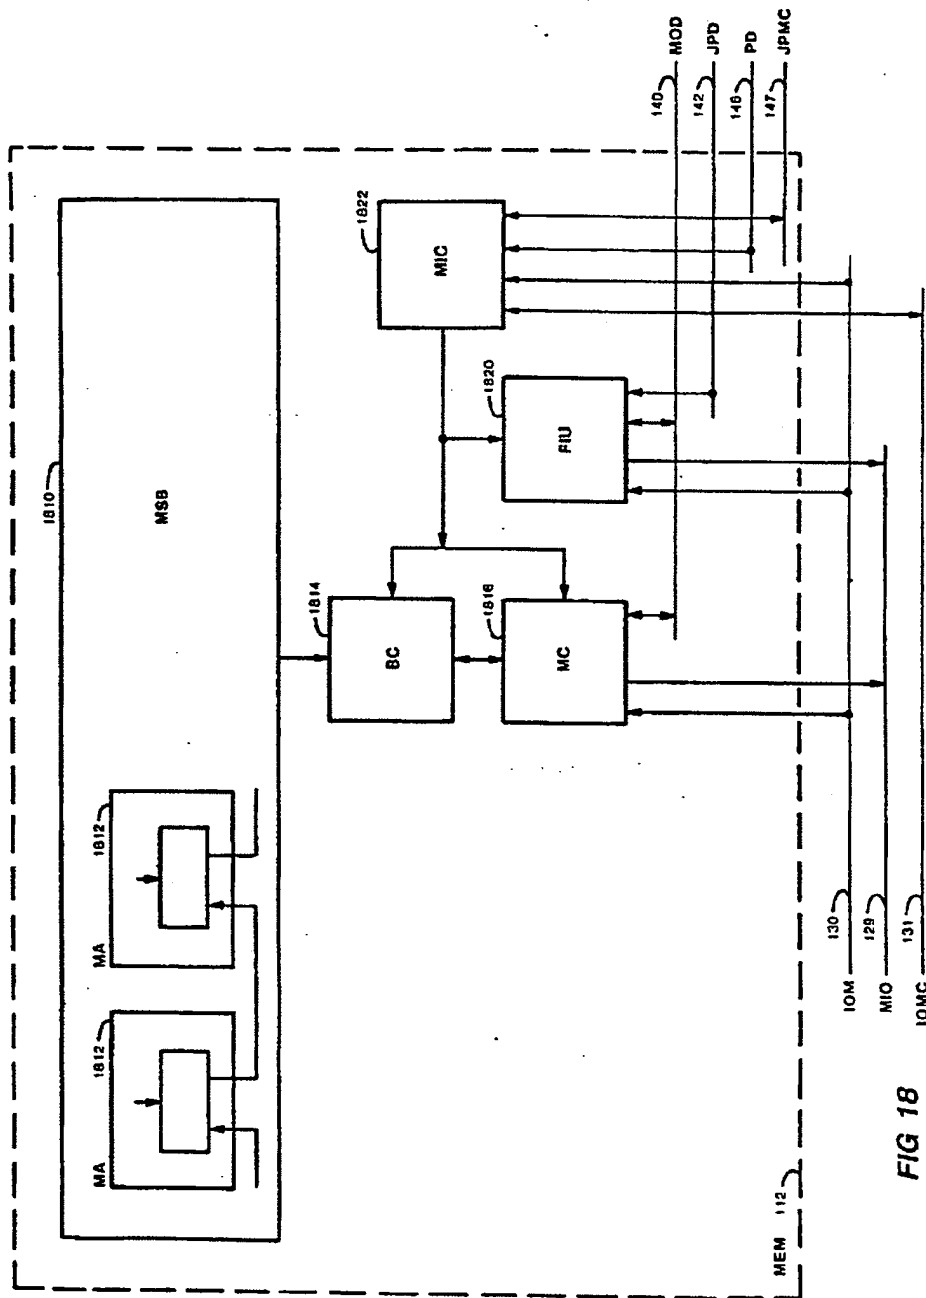 1810
MSB
MA
1812
MA
1812
1814
BC
1816
MC
1820
FIU
1822
MIC
140
MOD
142
JPD
146
PD
147
JPMC
IOM
130
MIO
129
IOMC
131
MEM
112
FIG 18